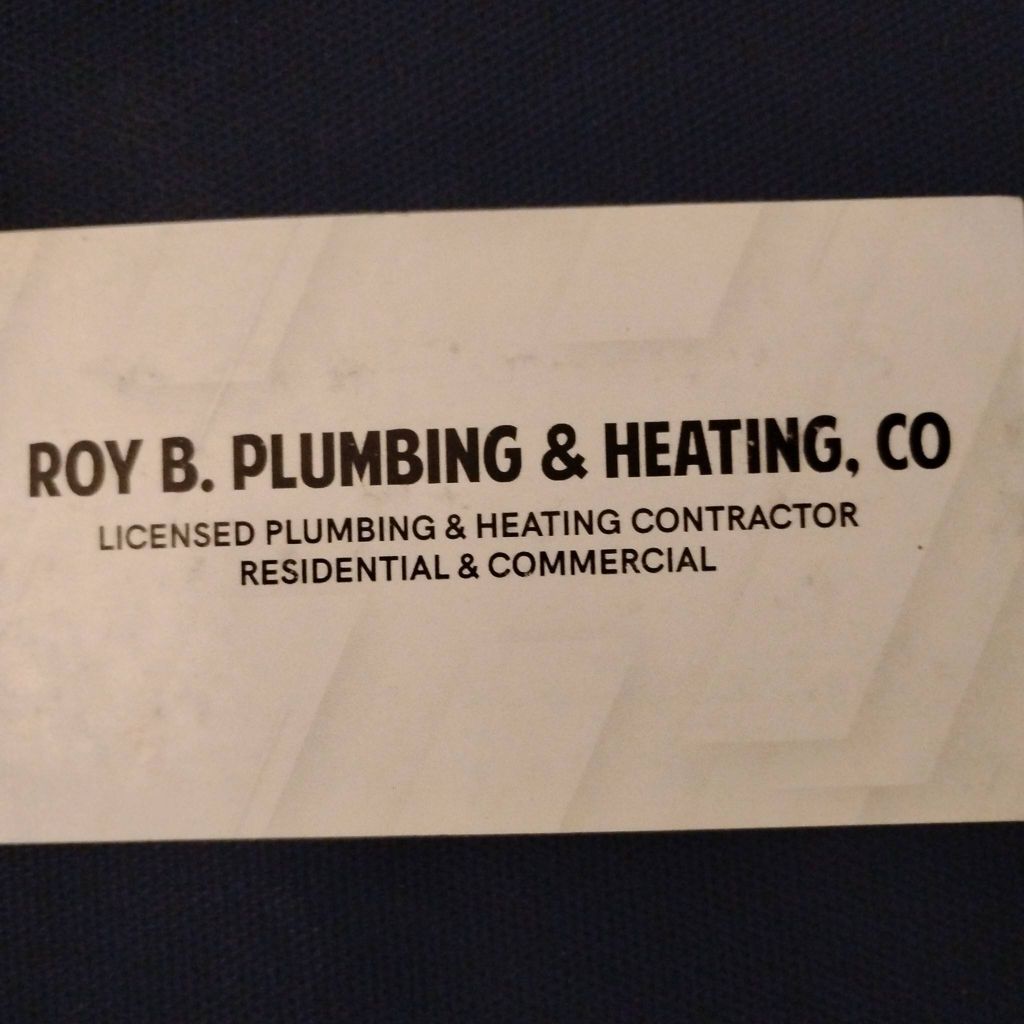 ROY B. PLUMBING & HEATING, CO
LICENSED PLUMBING & HEATING CONTRACTOR
RESIDENTIAL & COMMERCIAL